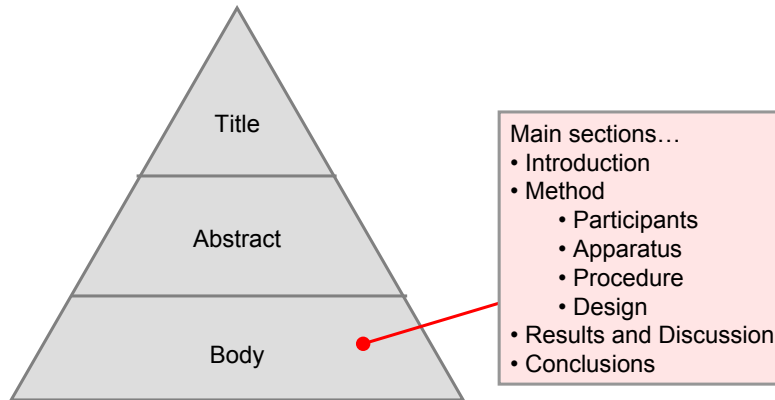 Title
Abstract
Body
Main sections…
• Introduction
• Method
• Participants
• Apparatus
• Procedure
• Design
• Results and Discussion
• Conclusions